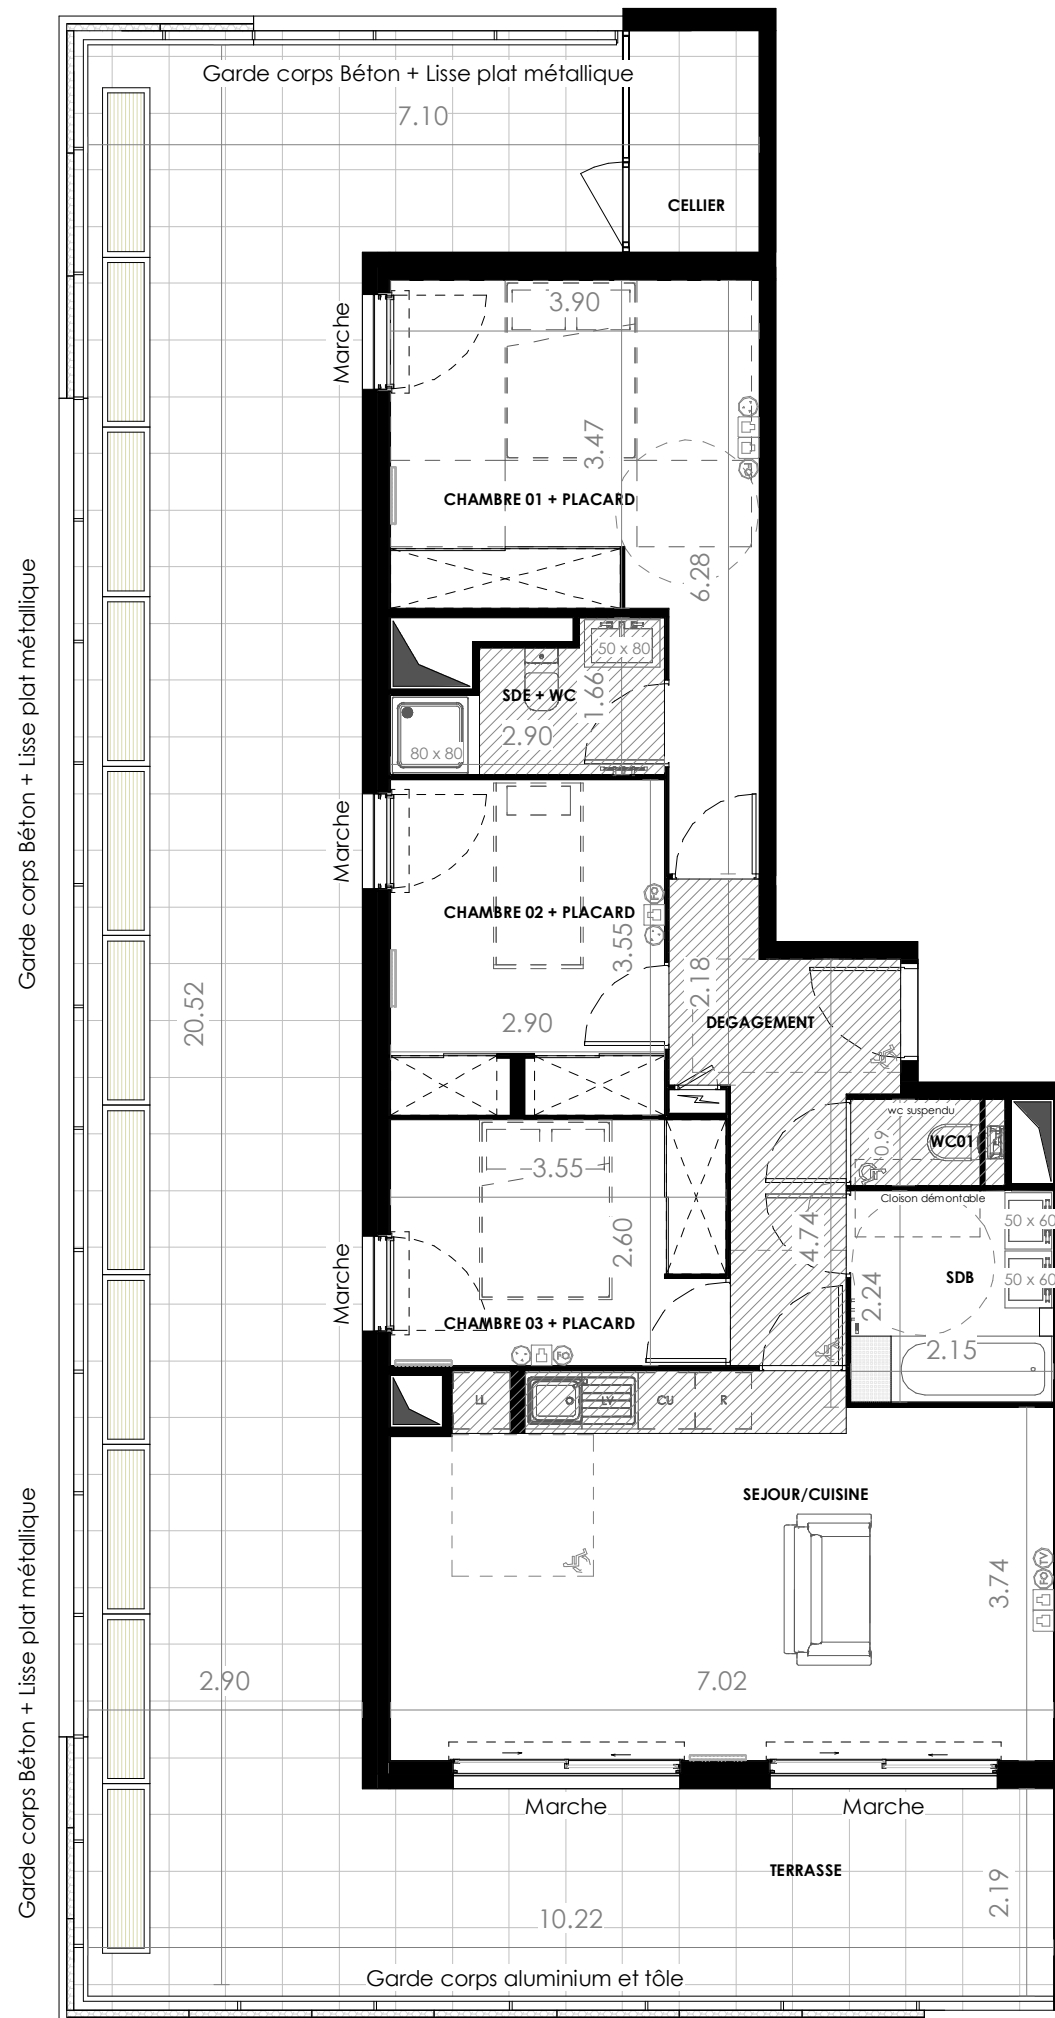 Garde corps Béton + Lisse plat métallique
7.10
CELLIER
Marche
3.90
3.47
CHAMBRE 01 + PLACARD
6.28
Garde corps Béton + Lisse plat métallique
50 x 80
SDE + WC
1.66
2.90
80 x 80
Marche
CHAMBRE 02 + PLACARD
FO
3.55
2.18
20.52
2.90
DEGAGEMENT
wc suspendu
WC01
0.9
3.55
Cloison démontable
50 x 60
4.74
2.60
Marche
SDB
50 x 60
2.24
CHAMBRE 03 + PLACARD
FO
2.15
LL
LV
CU
R
SEJOUR/CUISINE
Garde corps Béton + Lisse plat métallique
3.74
FO
TV
2.90
7.02
Marche
Marche
TERRASSE
2.19
10.22
Garde corps aluminium et tôle